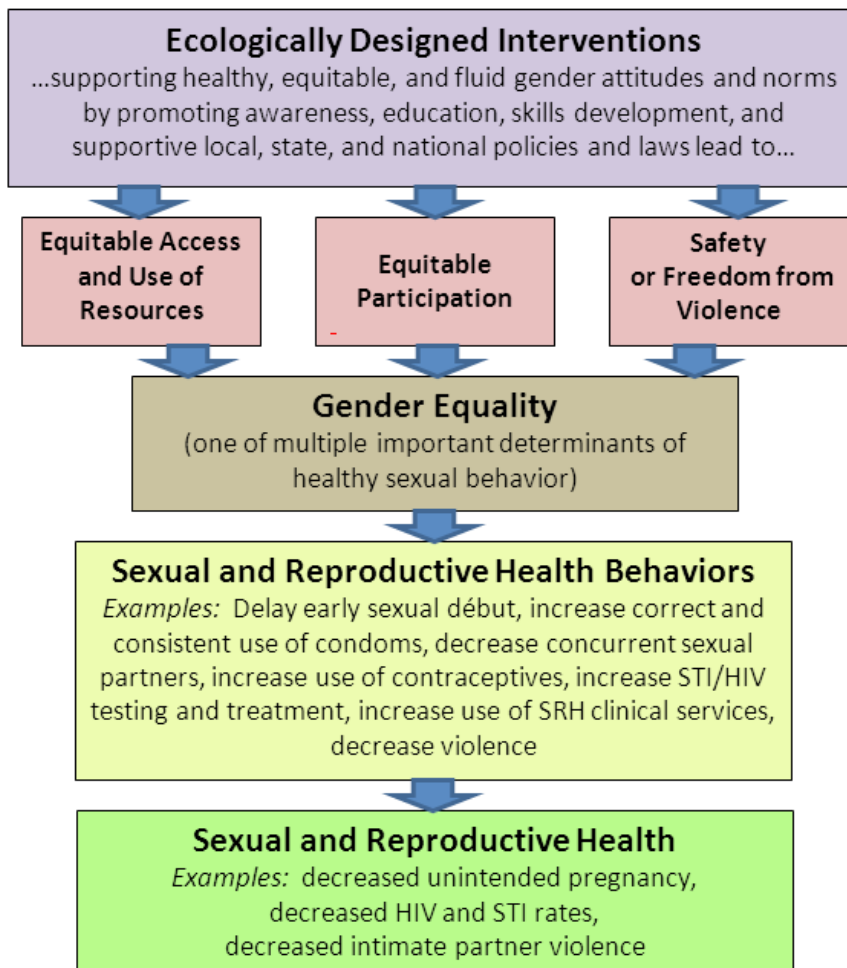 Ecologically Designed Interventions
…supporting healthy, equitable, and fluid gender attitudes and norms
by promoting awareness, education, skills development, and
supportive local, state, and national policies and laws lead to…
Equitable Access
and Use of
Resources
Equitable
Participation
Safety
or Freedom from
Violence
Gender Equality
(one of multiple important determinants of
healthy sexual behavior)
Sexual and Reproductive Health Behaviors
Examples: Delay early sexual début, increase correct and
consistent use of condoms, decrease concurrent sexual
partners, increase use of contraceptives, increase STI/HIV
testing and treatment, increase use of SRH clinical services,
decrease violence
Sexual and Reproductive Health
Examples: decreased unintended pregnancy,
decreased HIV and STI rates,
decreased intimate partner violence